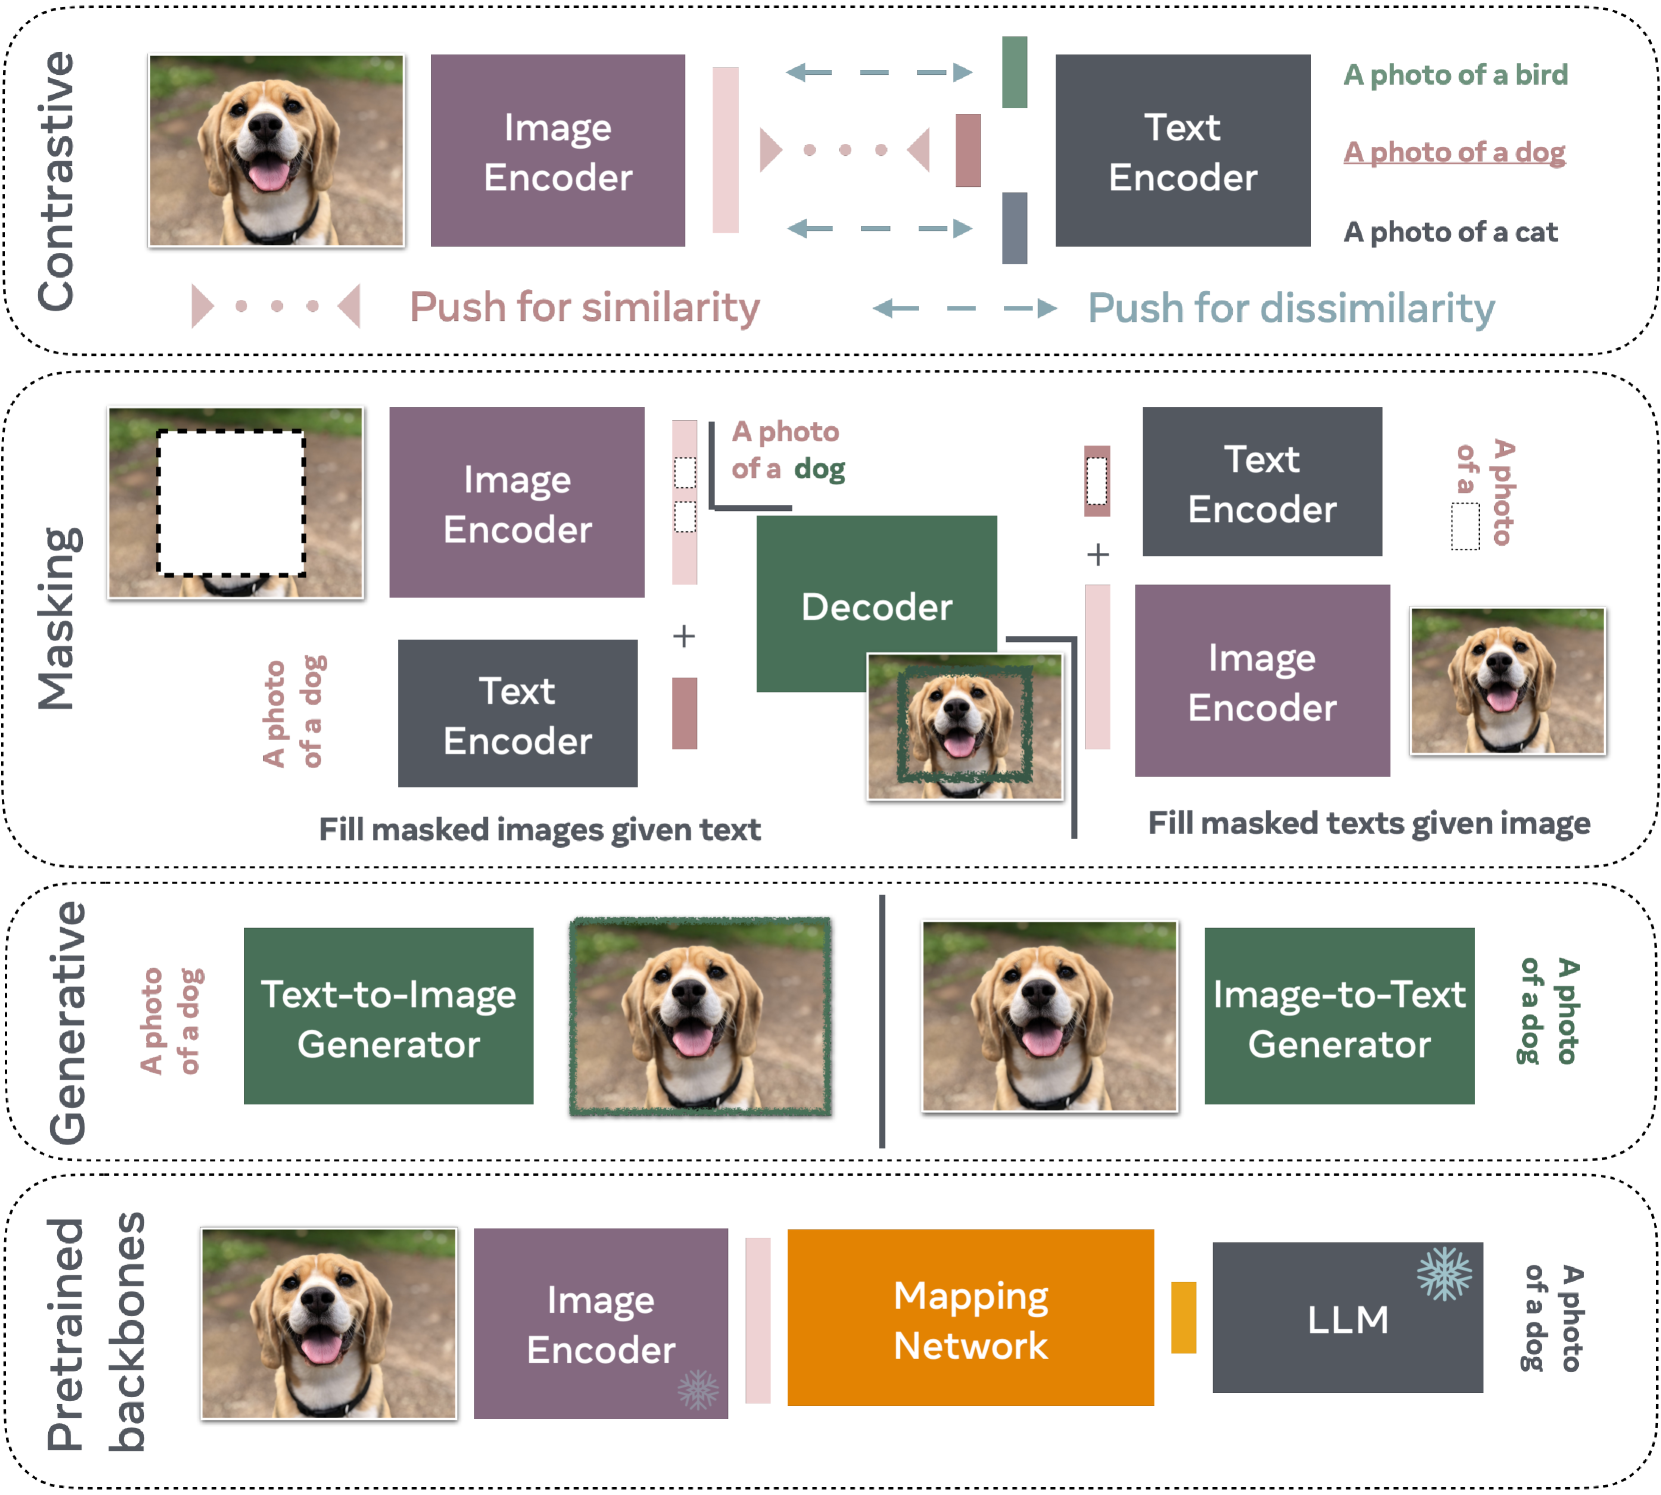 Contrastive
Image
Encoder
Text
Encoder
A photo of a bird
A photo of a dog
A photo of a cat
Push for similarity
Push for dissimilarity
Masking
Image
Encoder
A photo
of a dog
Text
Encoder
A photo
of a dog
+
Decoder
Text
Encoder
A photo
of a
+
Image
Encoder
Fill masked images given text
Fill masked texts given image
Generative
A photo
of a dog
Text-to-Image
Generator
Image-to-Text
Generator
A photo
of a dog
Pretrained
backbones
Image
Encoder
Mapping
Network
LLM
A photo
of a dog